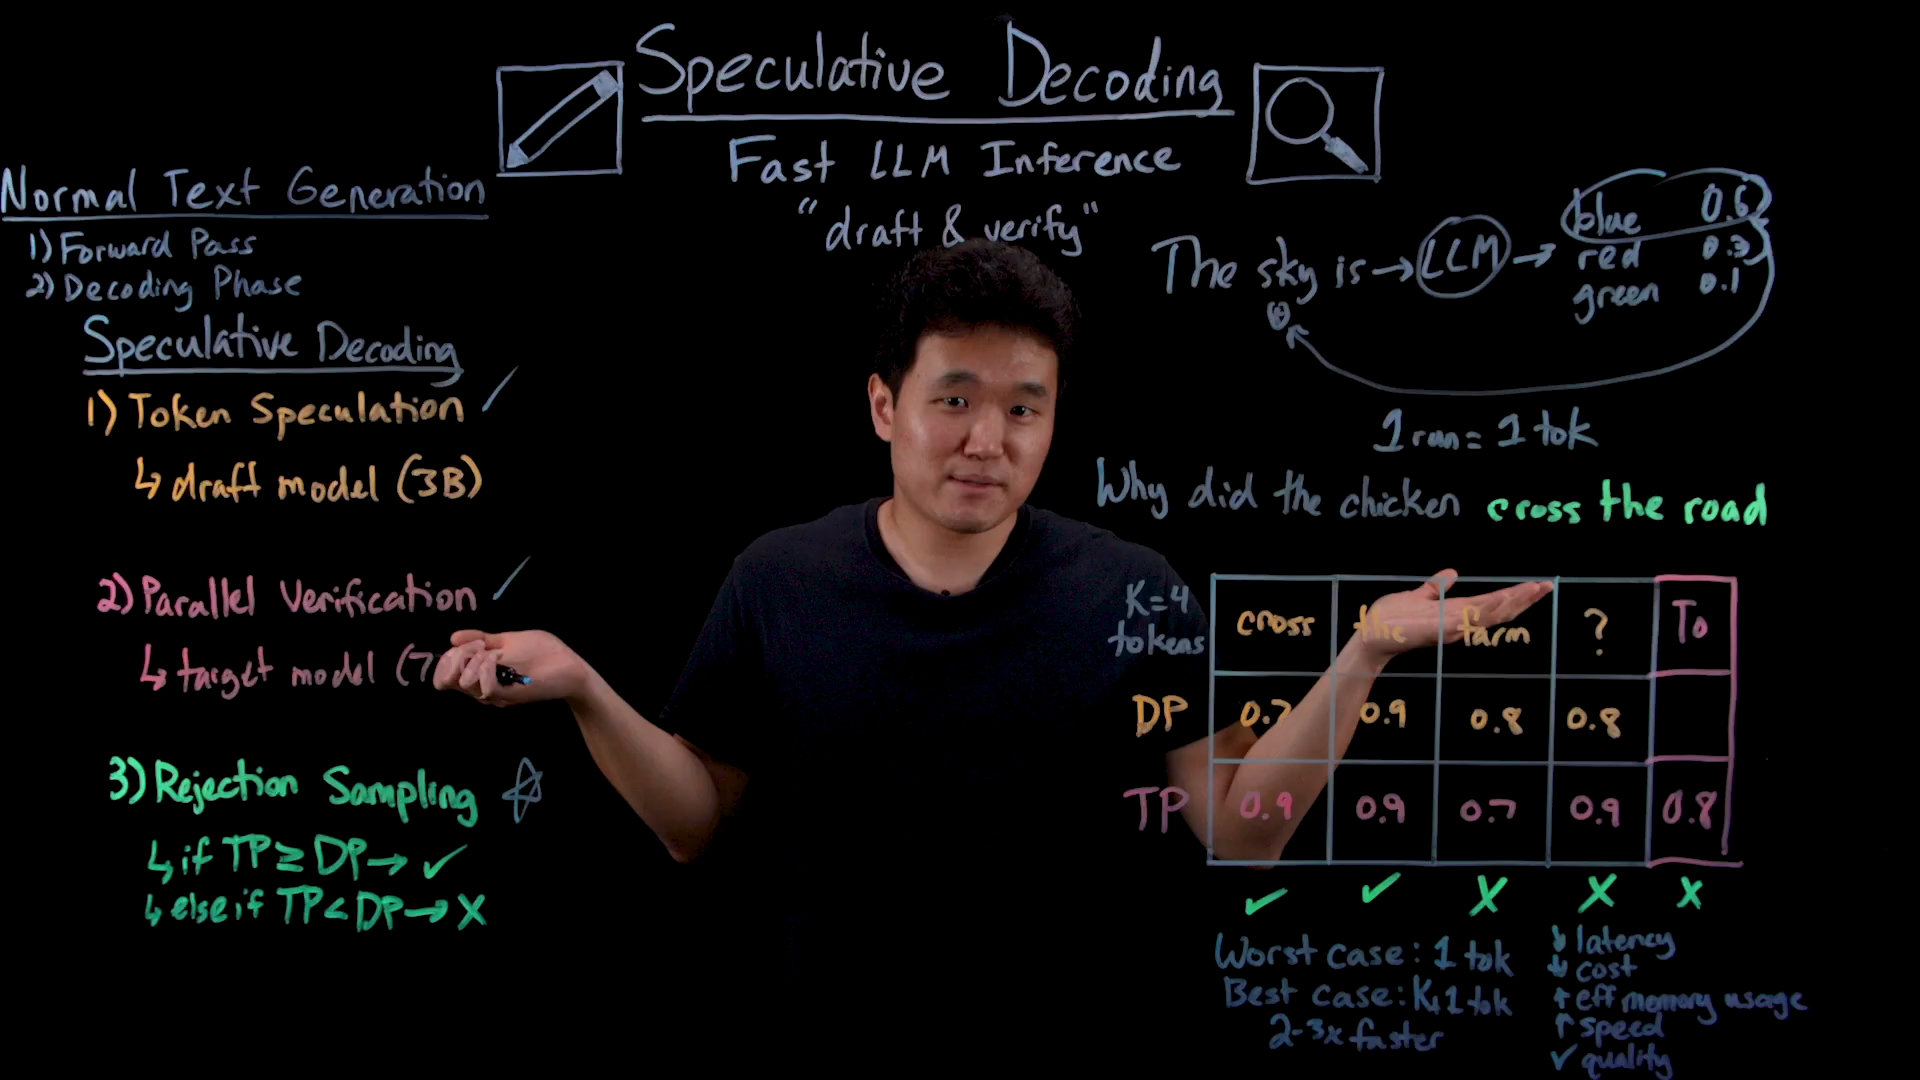 Speculative Decoding
Fast LLM Inference
"draft & verify"
Normal Text Generation
1) Forward Pass
2) Decoding Phase
Speculative Decoding
1) Token Speculation ✓
↳ draft model (3B)
2) Parallel Verification ✓
↳ target model (7
3) Rejection Sampling ☆
↳ if TP ≥ DP → ✓
↳ else if TP < DP → X
The sky is → LLM →
blue 0.6
red 0.3
green 0.1
1 run = 1 tok
Why did the chicken cross the road
K=4 tokens cross the farm ? To
DP 0.7 0.9 0.8 0.8
TP 0.9 0.9 0.7 0.9 0.8
✓ ✓ X X X
Worst case: 1 tok
Best case: K+1 tok
2-3x faster
↓ latency
↓ cost
↑ eff memory usage
↑ speed
✓ quality